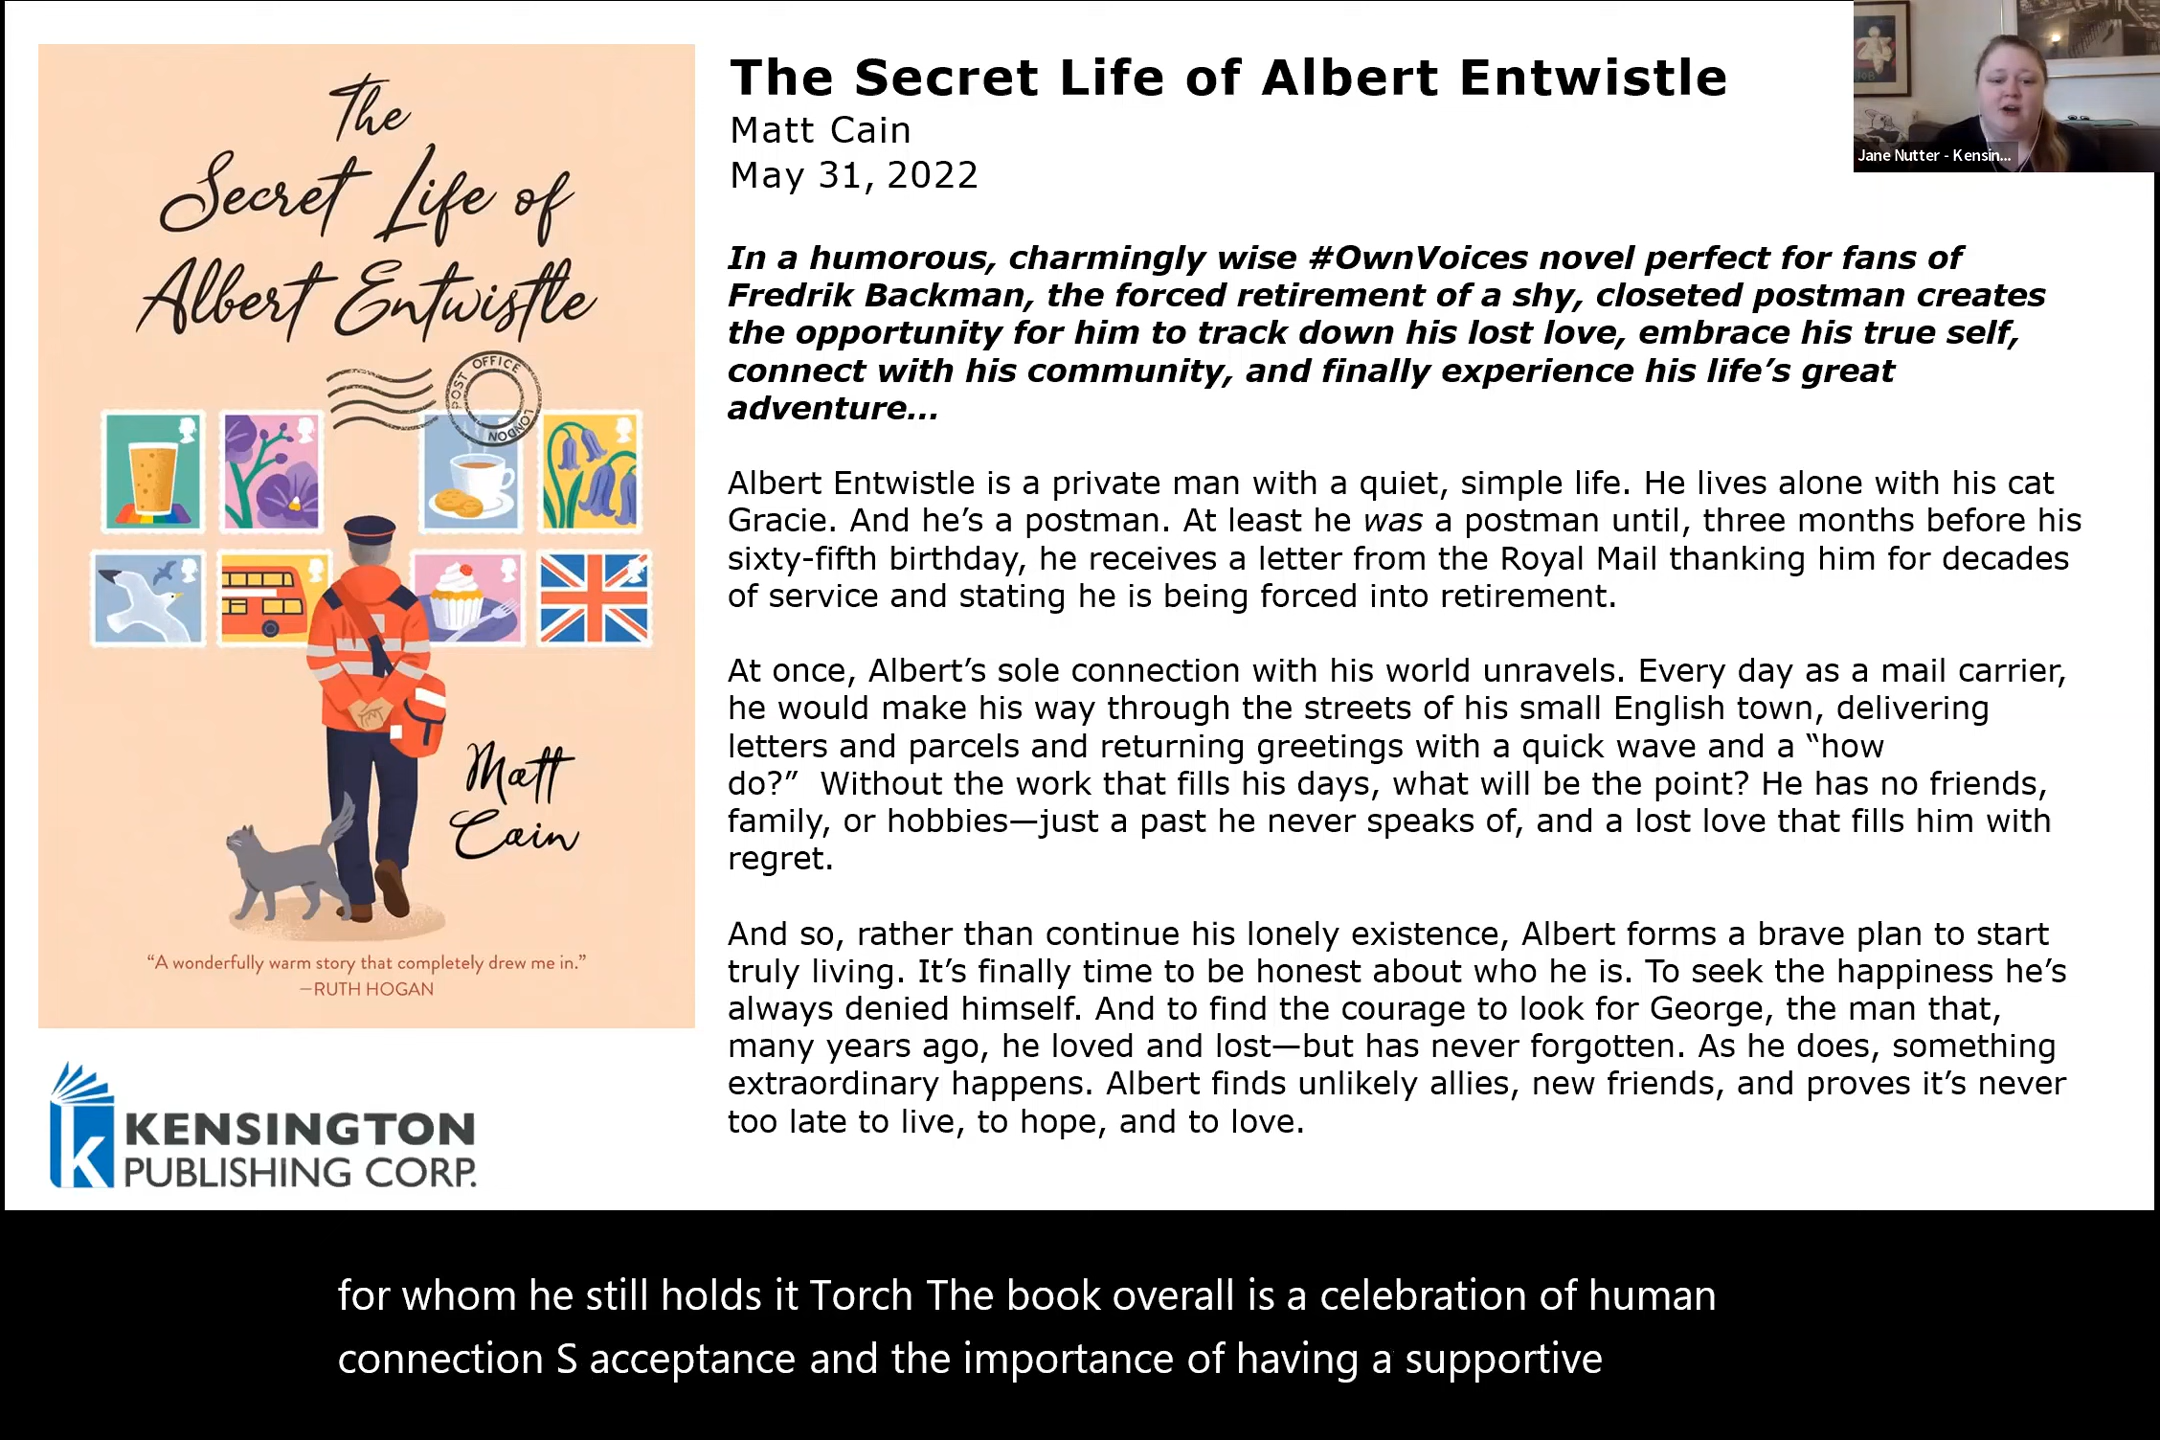 The
Secret Life of
Albert Entwistle
POST OFFICE
LONDON
Matt
Cain
“A wonderfully warm story that completely drew me in.”
—RUTH HOGAN
KENSINGTON
PUBLISHING CORP.
The Secret Life of Albert Entwistle
Matt Cain
May 31, 2022
In a humorous, charmingly wise #OwnVoices novel perfect for fans of
Fredrik Backman, the forced retirement of a shy, closeted postman creates
the opportunity for him to track down his lost love, embrace his true self,
connect with his community, and finally experience his life’s great
adventure…
Albert Entwistle is a private man with a quiet, simple life. He lives alone with his cat
Gracie. And he’s a postman. At least he was a postman until, three months before his
sixty-fifth birthday, he receives a letter from the Royal Mail thanking him for decades
of service and stating he is being forced into retirement.
At once, Albert’s sole connection with his world unravels. Every day as a mail carrier,
he would make his way through the streets of his small English town, delivering
letters and parcels and returning greetings with a quick wave and a “how
do?”  Without the work that fills his days, what will be the point? He has no friends,
family, or hobbies—just a past he never speaks of, and a lost love that fills him with
regret.
And so, rather than continue his lonely existence, Albert forms a brave plan to start
truly living. It’s finally time to be honest about who he is. To seek the happiness he’s
always denied himself. And to find the courage to look for George, the man that,
many years ago, he loved and lost—but has never forgotten. As he does, something
extraordinary happens. Albert finds unlikely allies, new friends, and proves it’s never
too late to live, to hope, and to love.
Jane Nutter - Kensin...
for whom he still holds it Torch The book overall is a celebration of human
connection S acceptance and the importance of having a supportive